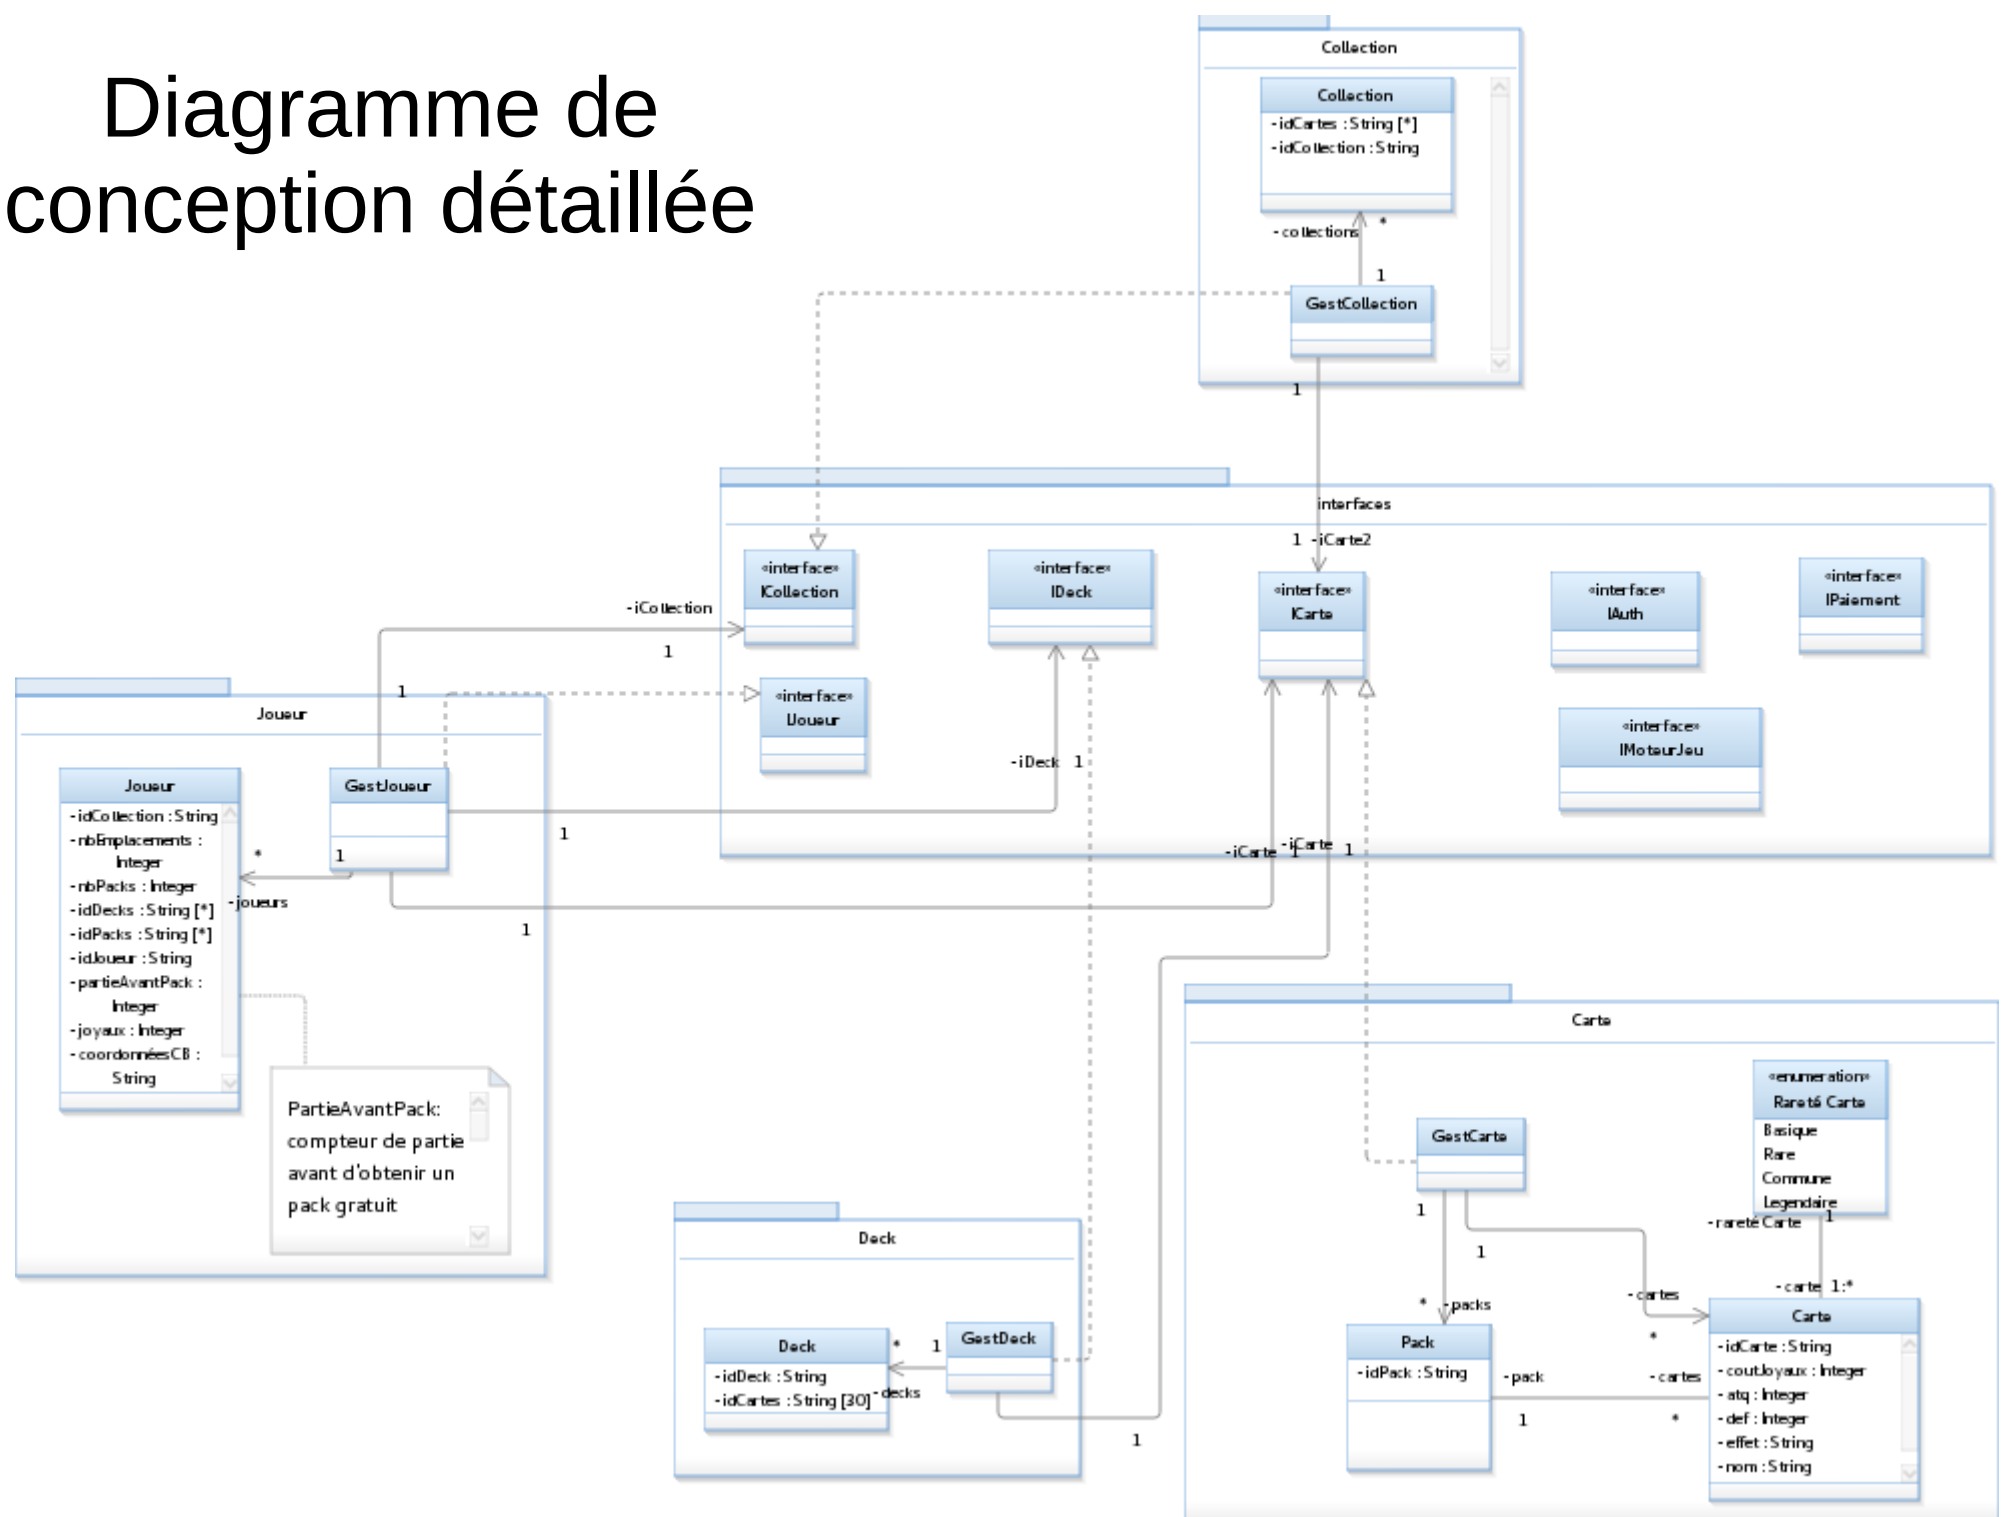 Diagramme de
conception détaillée
Collection
Collection
-idCartes : String [*]
-idCollection : String
-collections
*
1
GestCollection
1
interfaces
1 -iCarte2
«interface»
ICollection
«interface»
IDeck
«interface»
ICarte
«interface»
IAuth
«interface»
IPaiement
-iCollection
1
1
«interface»
IJoueur
«interface»
IMoteurJeu
-iDeck 1
-iCarte 1
-iCarte 1
Joueur
Joueur
-idCollection : String
-nbEmplacements :
Integer
-nbPacks : Integer
-idDecks : String [*]
-idPacks : String [*]
-idJoueur : String
-partieAvantPack :
Integer
-joyaux : Integer
-coordonnéesCB :
String
GestJoueur
1
*
-joueurs
1
1
PartieAvantPack:
compteur de partie
avant d'obtenir un
pack gratuit
Deck
Deck
-idDeck : String
-idCartes : String [30]
*
1
-decks
GestDeck
1
Carte
GestCarte
«enumeration»
Rareté Carte
Basique
Rare
Commune
Legendaire
-rareté Carte
1
1
1
-carte 1:*
* -packs
-cartes
*
Pack
-idPack : String
-pack
1
-cartes
*
Carte
-idCarte : String
-coutJoyaux : Integer
-atq : Integer
-def : Integer
-effet : String
-nom : String